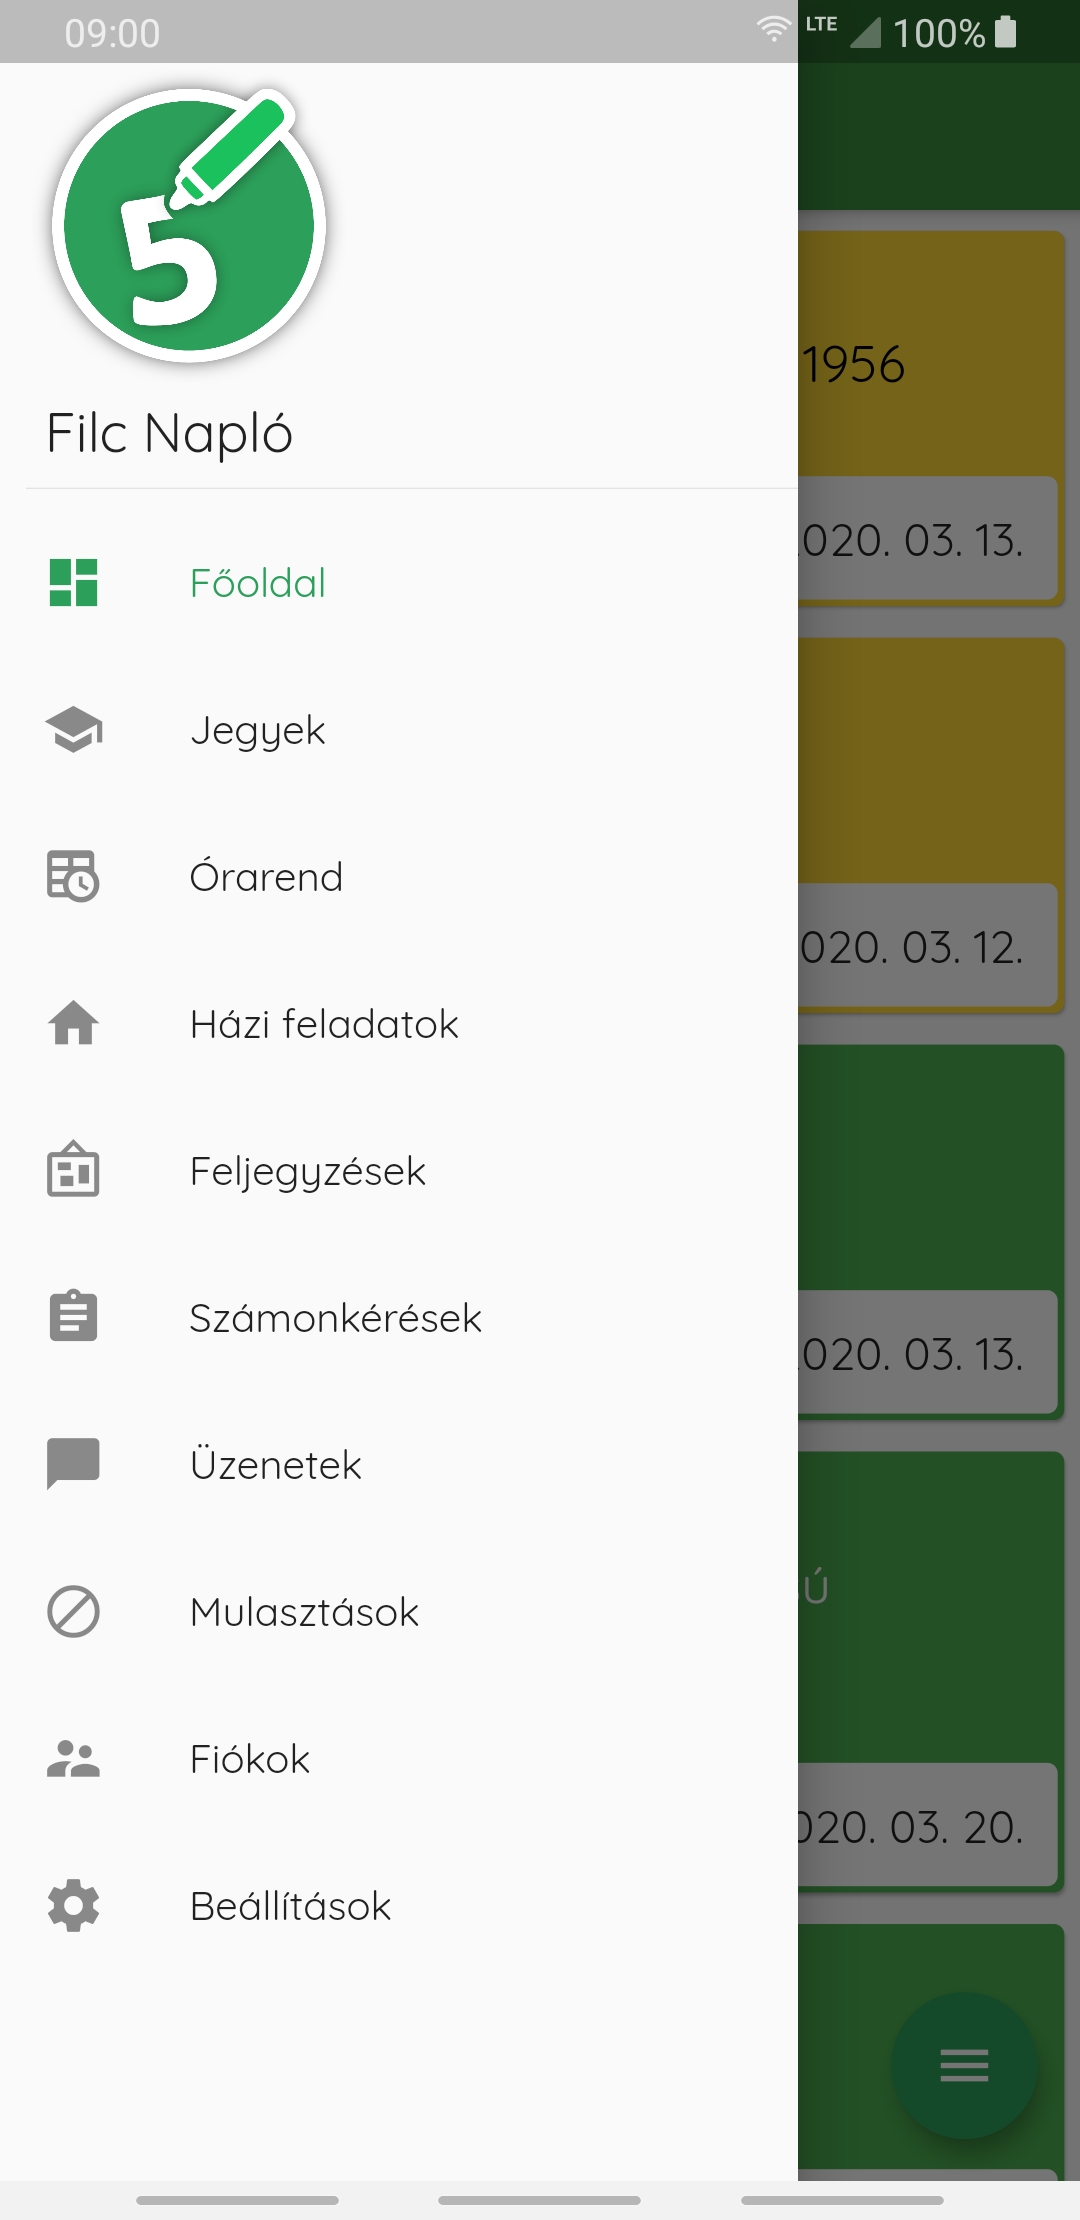 09:00 LTE 100%
5
Filc Napló
1956
020. 03. 13.
Főoldal
Jegyek
Órarend
020. 03. 12.
Házi feladatok
Feljegyzések
Számonkérések
020. 03. 13.
Üzenetek
Mulasztások
Ú
Fiókok
020. 03. 20.
Beállítások